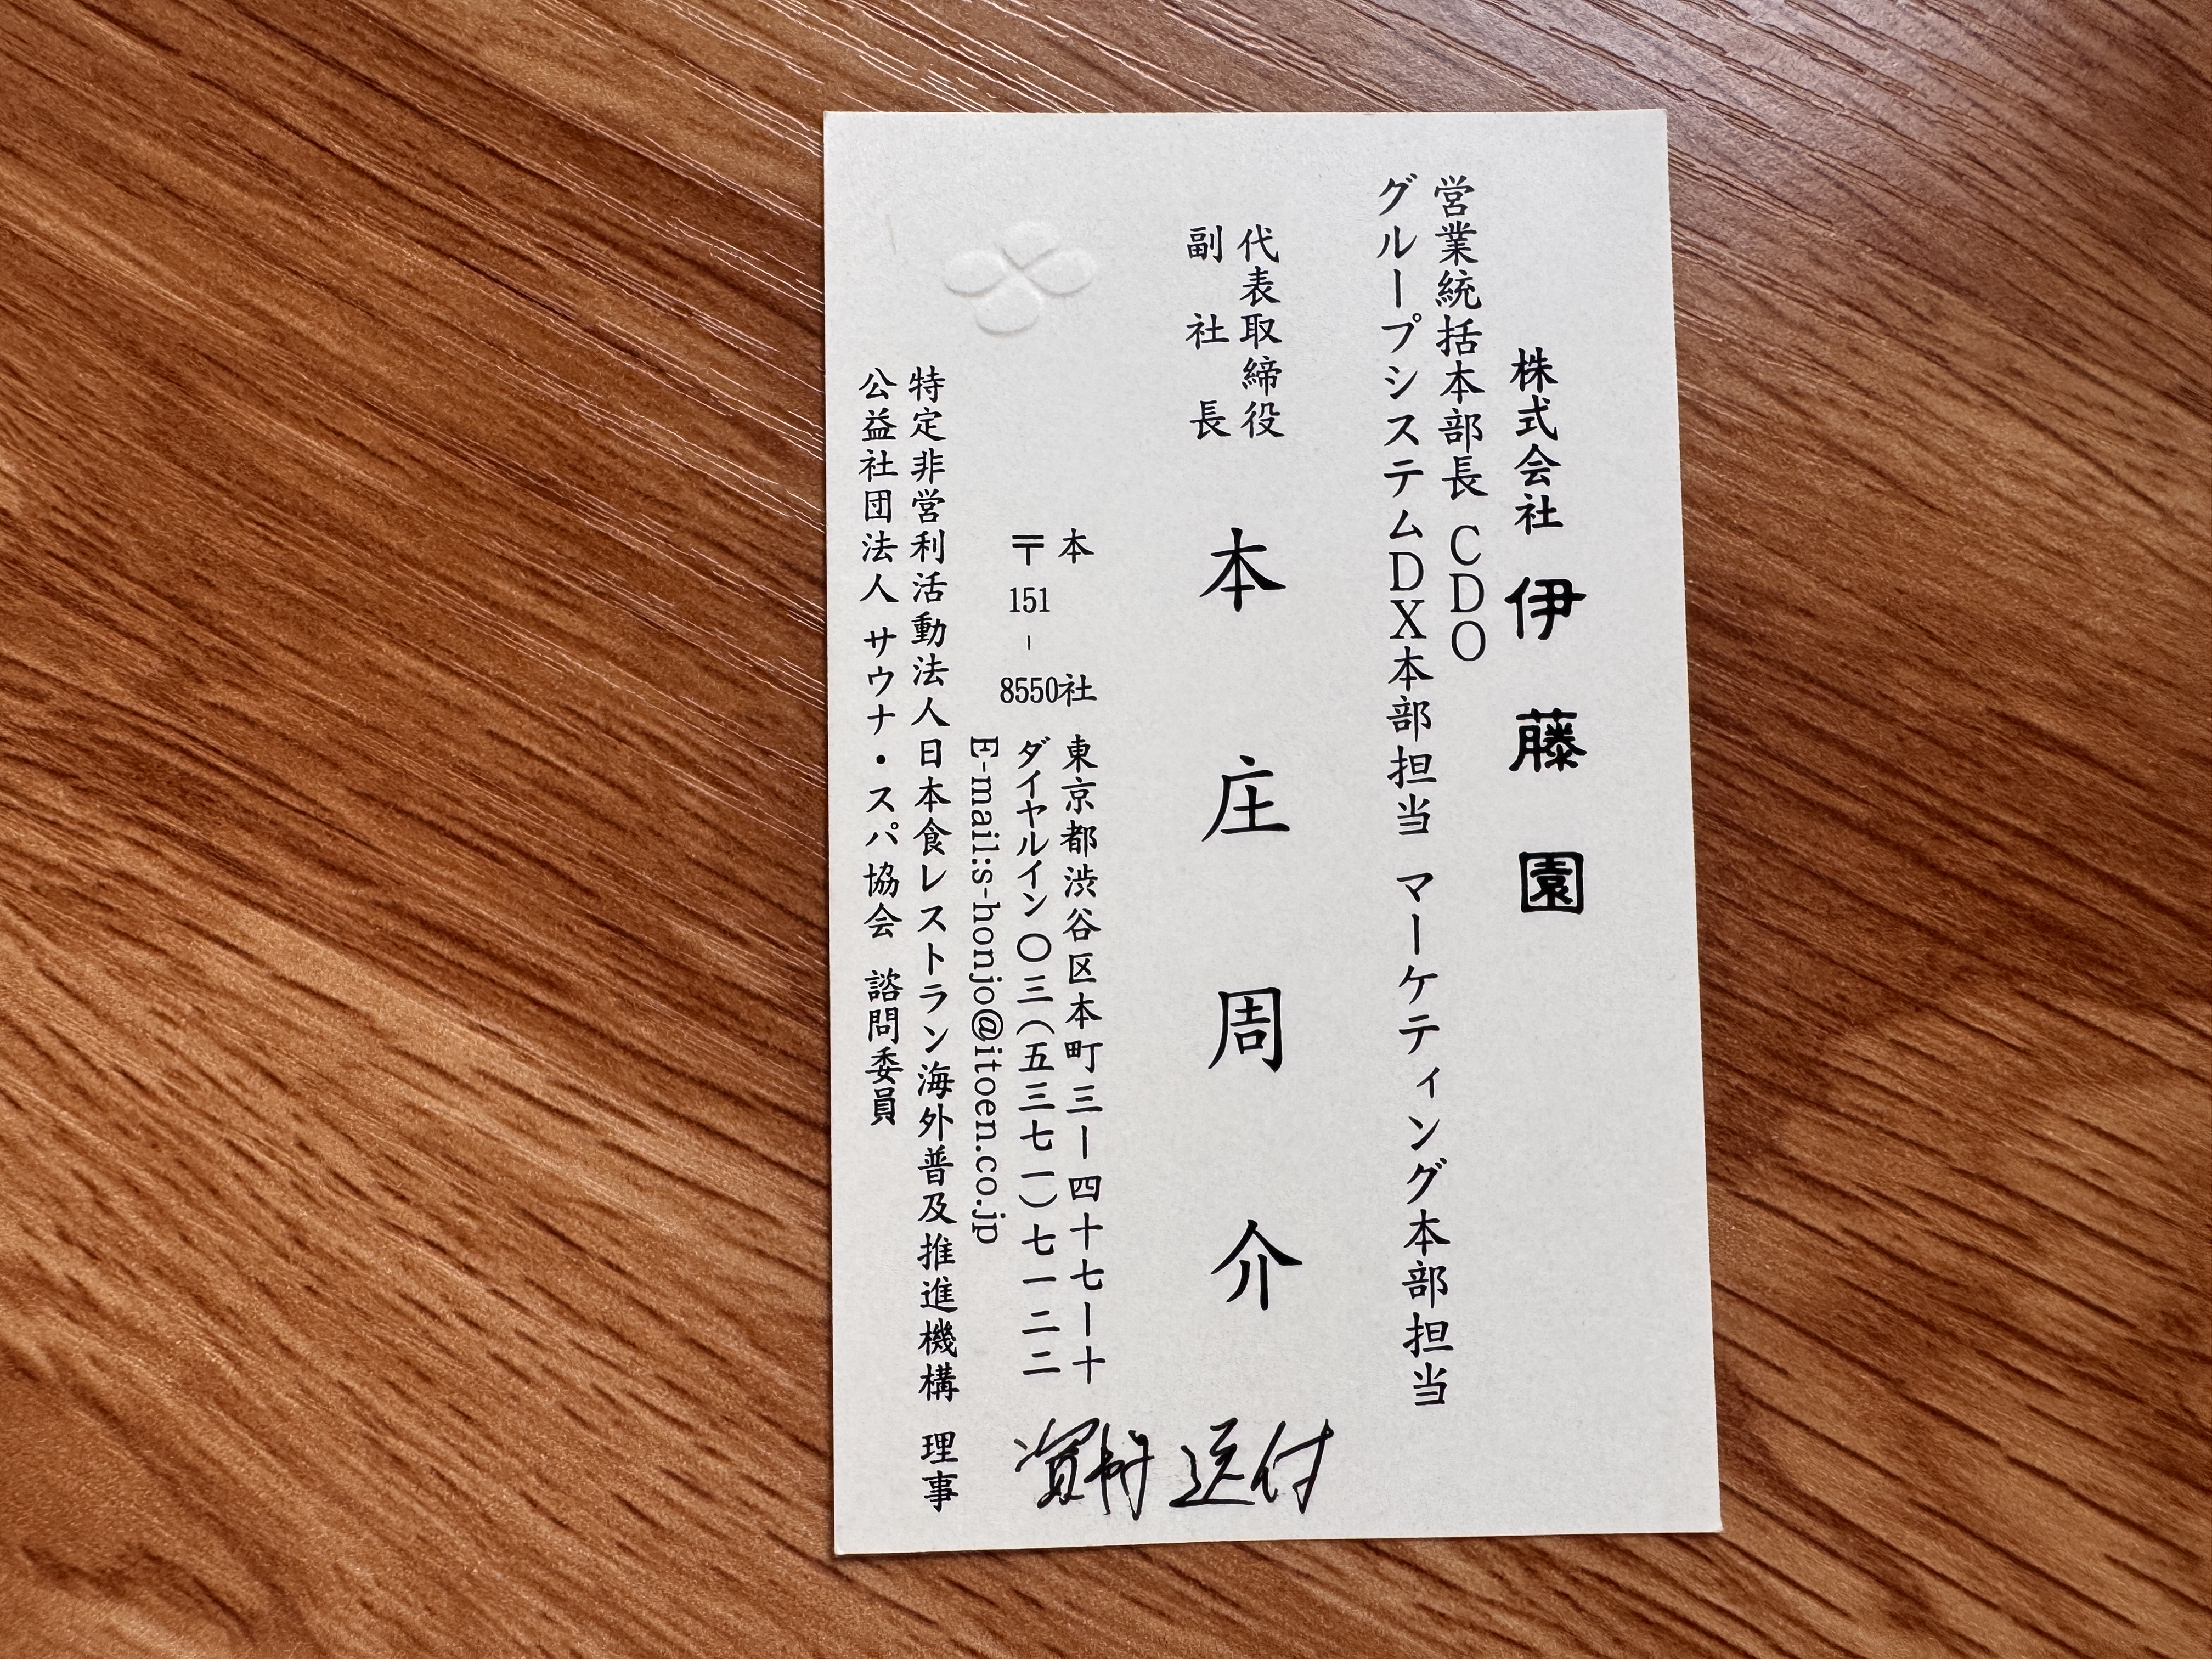 株式会社 伊藤園
営業統括本部長 CDO
グループシステムDX本部担当 マーケティング本部担当
代表取締役
副社長
本庄周介
本社
〒151-8550
東京都渋谷区本町三ー四十七ー十
ダイヤルイン〇三(五三七一)七一二二
E-mail:s-honjo@itoen.co.jp
特定非営利活動法人日本食レストラン海外普及推進機構 理事
公益社団法人サウナ・スパ協会 諮問委員
送付